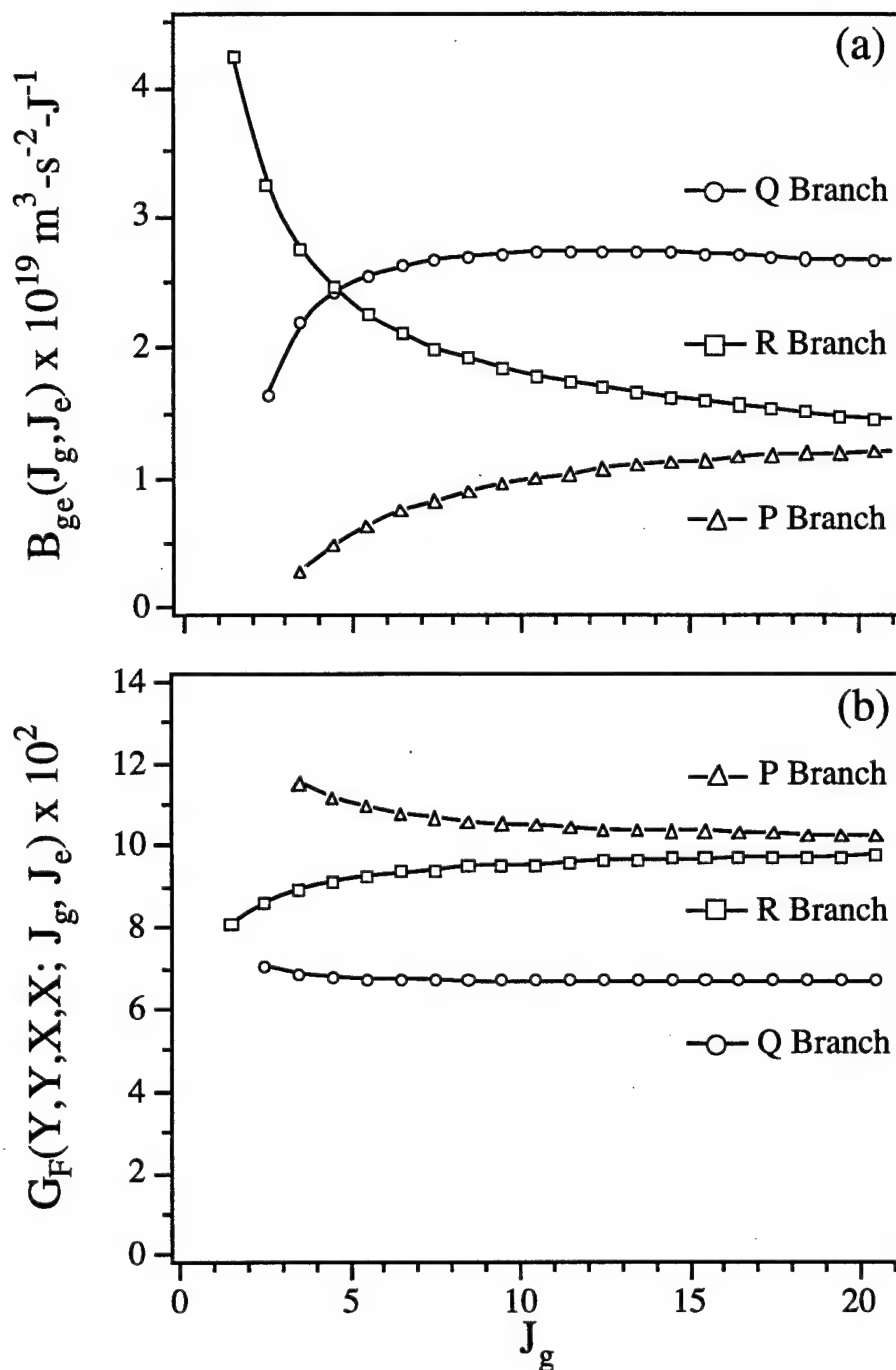 (a)
B_ge(J_g,J_e) x 10^19 m^3-s^-2-J^-1
4
3
2
1
0
Q Branch
R Branch
P Branch
(b)
G_F(Y,Y,X,X; J_g, J_e) x 10^2
14
12
10
8
6
4
2
0
P Branch
R Branch
Q Branch
0 5 10 15 20
J_g